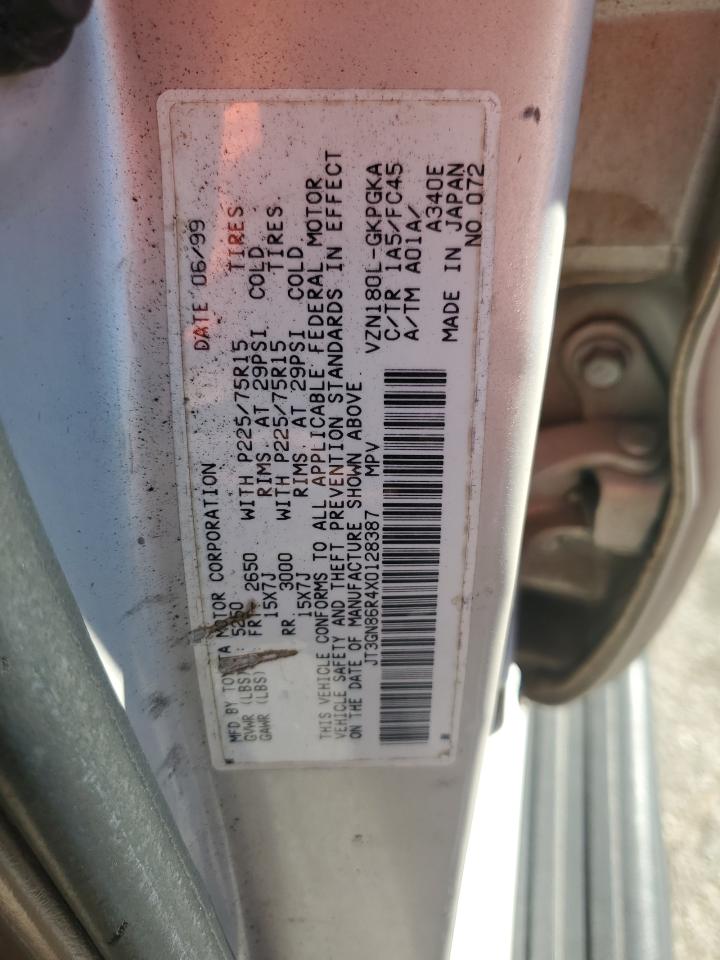 MFD BY TOYOTA MOTOR CORPORATION DATE 06/99
GVWR (LBS): 5250 WITH P225/75R15 TIRES
GAWR (LBS) FRT. 2650
15X7J RIMS AT 29PSI COLD
RR. 3000 WITH P225/75R15 TIRES
15X7J RIMS AT 29PSI COLD
THIS VEHICLE CONFORMS TO ALL APPLICABLE FEDERAL MOTOR
VEHICLE SAFETY AND THEFT PREVENTION STANDARDS IN EFFECT
ON THE DATE OF MANUFACTURE SHOWN ABOVE
JT3GN86R4X0128387 MPV
VZN180L-GKPGKA
C/TR 1A5/FC45
A/TM A01A/
A340E
MADE IN JAPAN
NO.072